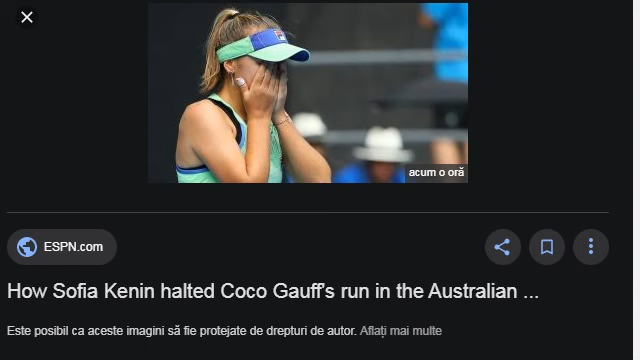 acum o oră
ESPN.com
How Sofia Kenin halted Coco Gauff's run in the Australian ...
Este posibil ca aceste imagini să fie protejate de drepturi de autor. Aflați mai multe